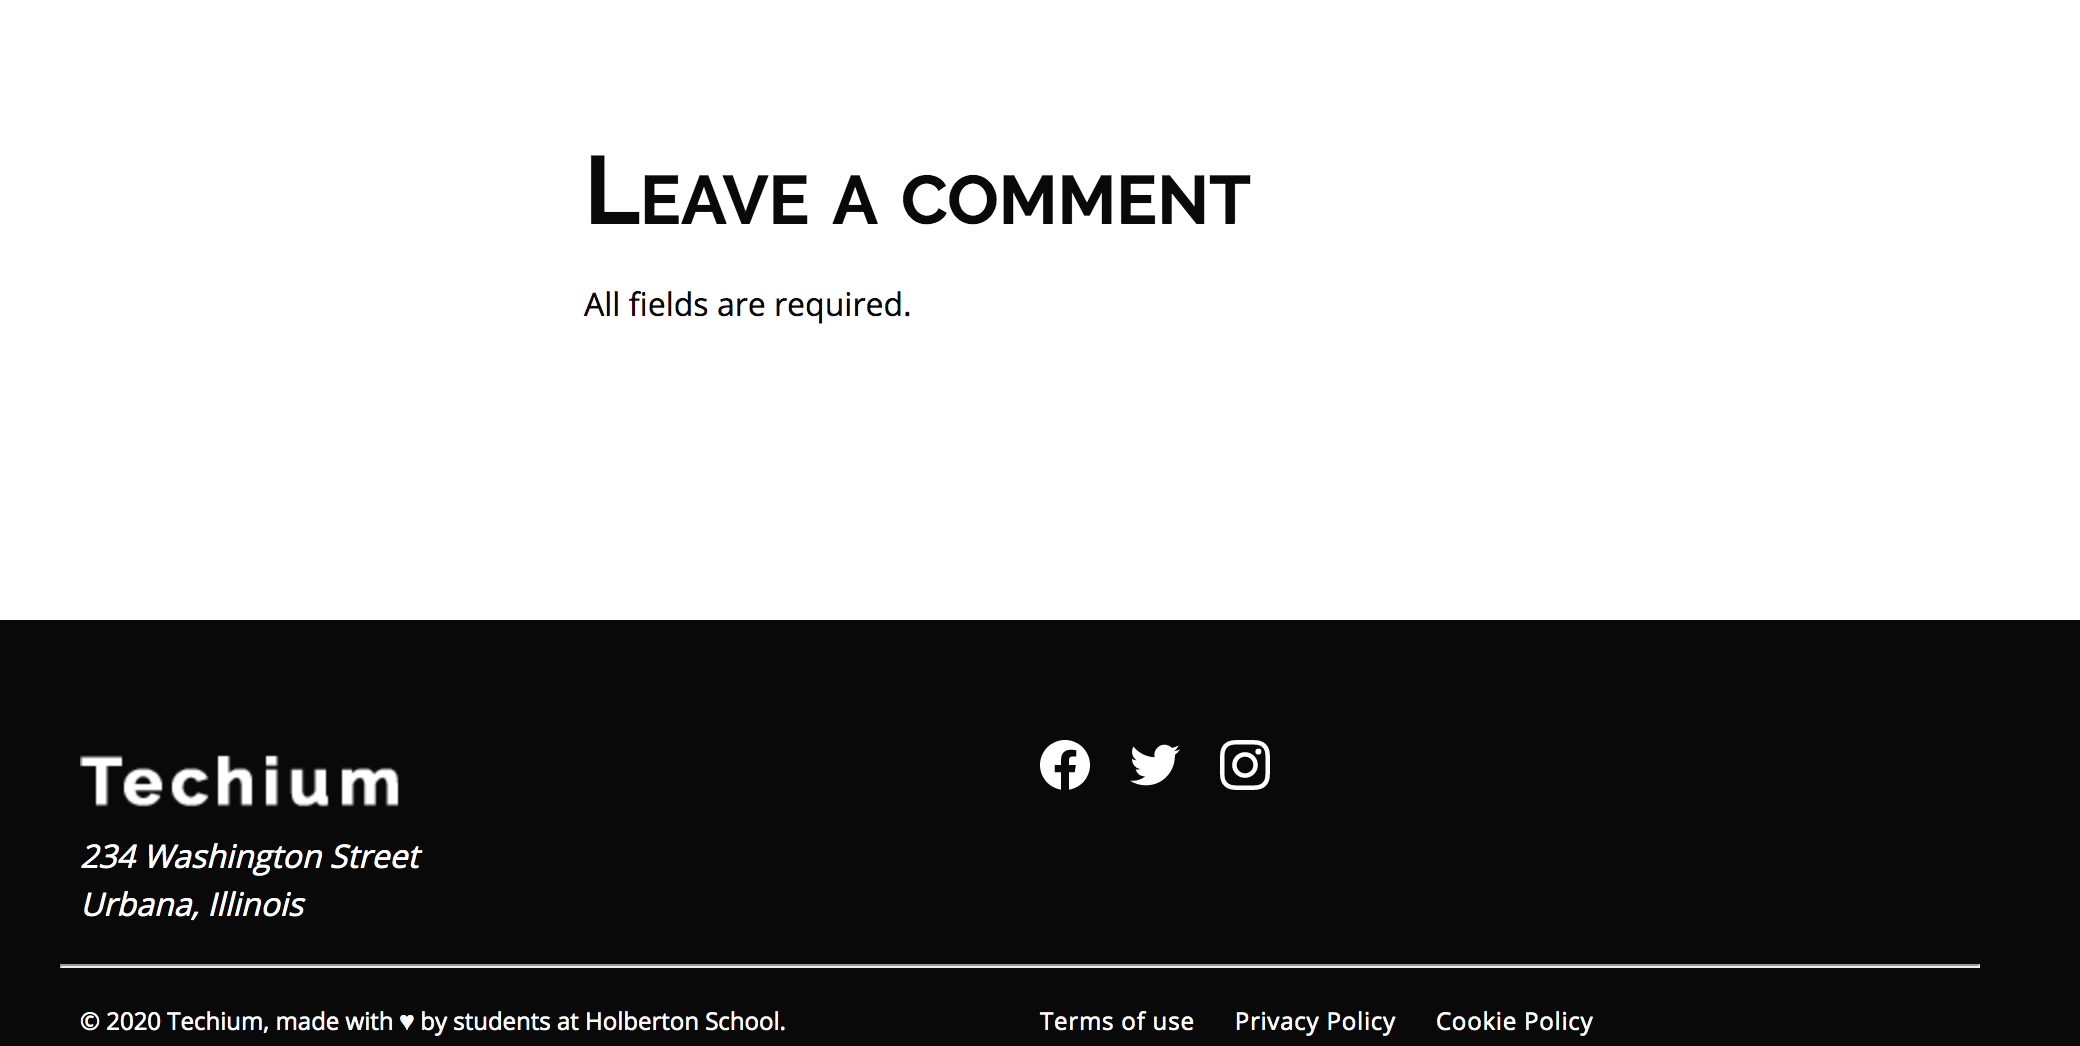 Leave a comment
All fields are required.
Techium
234 Washington Street
Urbana, Illinois
© 2020 Techium, made with ♥ by students at Holberton School.
Terms of use Privacy Policy Cookie Policy